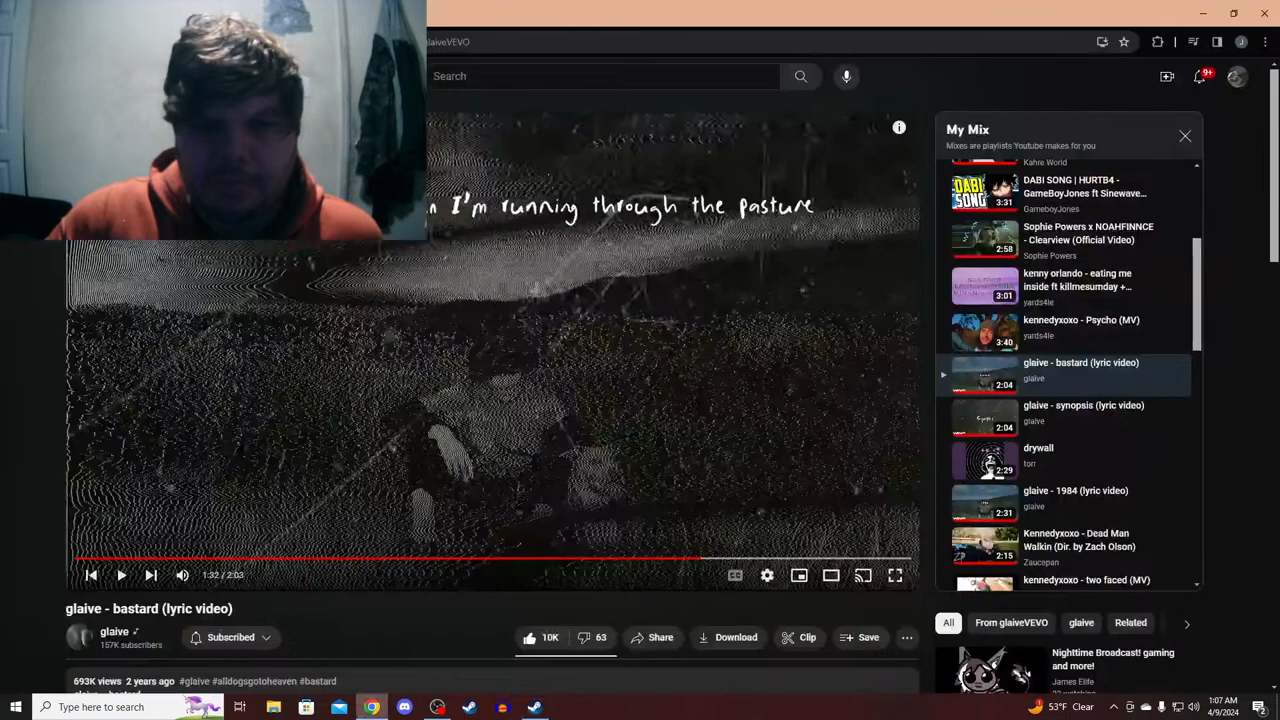 glaiveVEVO
Search
9+
J
I'm running through the pasture
My Mix
Mixes are playlists Youtube makes for you
Kahre World
DABI SONG
3:31
DABI SONG | HURTB4 -
GameboyJones ft Sinewave...
GameboyJones
2:58
Sophie Powers x NOAHFINNCE
- Clearview (Official Video)
Sophie Powers
3:01
kenny orlando - eating me
inside ft killmesumday +...
yards4le
3:40
kennedyxoxo - Psycho (MV)
yards4le
2:04
glaive - bastard (lyric video)
glaive
2:04
glaive - synopsis (lyric video)
glaive
2:29
drywall
torr
2:31
glaive - 1984 (lyric video)
glaive
2:15
Kennedyxoxo - Dead Man
Walkin (Dir. by Zach Olson)
Zaucepan
kennedyxoxo - two faced (MV)
1:32 / 2:03
glaive - bastard (lyric video)
glaive
157K subscribers
Subscribed
10K
63
Share
Download
Clip
Save
693K views 2 years ago #glaive #alldogsgotoheaven #bastard
All
From glaiveVEVO
glaive
Related
Nighttime Broadcast! gaming
and more!
James Elife
Type here to search
53°F Clear
1:07 AM
4/9/2024
2